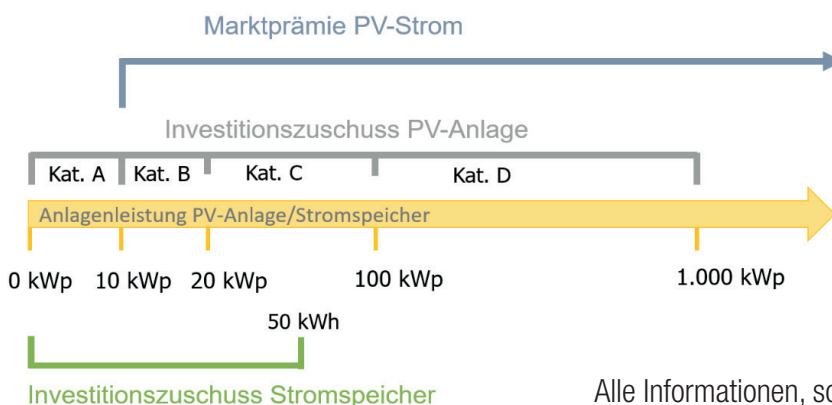 Marktprämie PV-Strom
Investitionszuschuss PV-Anlage
Kat. A Kat. B Kat. C Kat. D
Anlagenleistung PV-Anlage/Stromspeicher
0 kWp 10 kWp 20 kWp 100 kWp 1.000 kWp
50 kWh
Investitionszuschuss Stromspeicher
Alle Informationen,